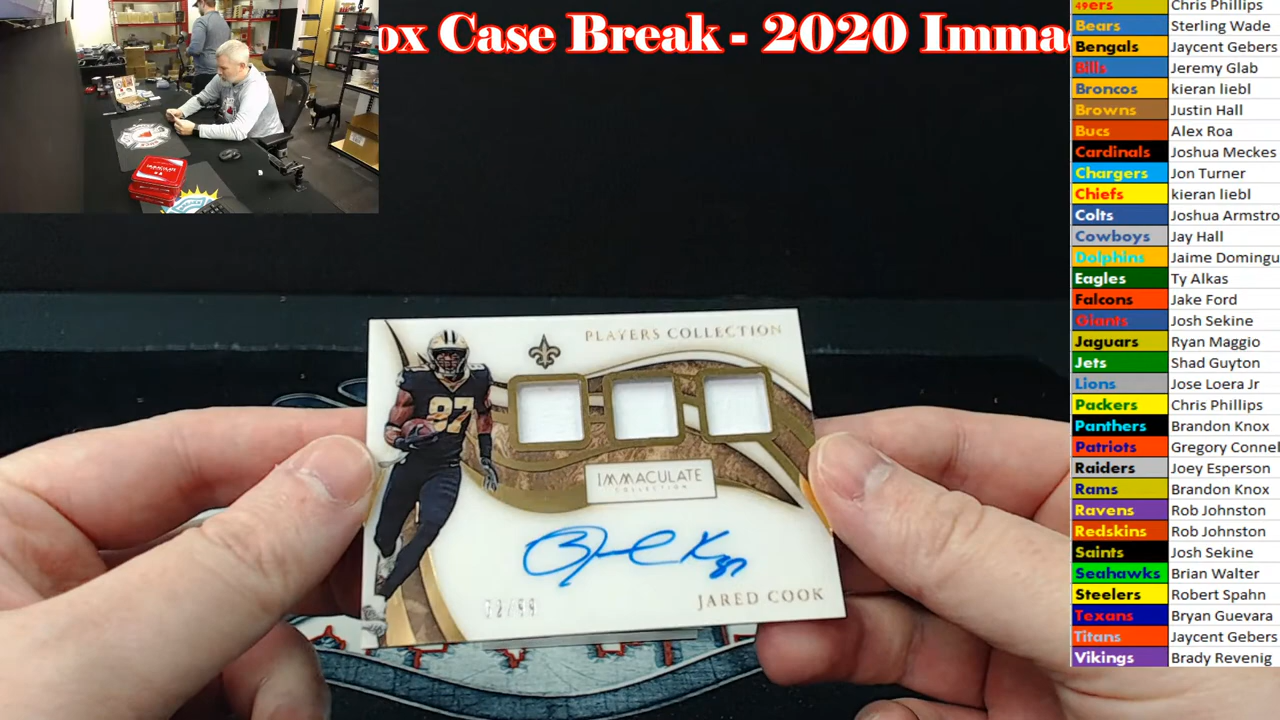 ox Case Break - 2020 Imma
49ers Chris Phillips
Bears Sterling Wade
Bengals Jaycent Gebers
Bills Jeremy Glab
Broncos kieran liebl
Browns Justin Hall
Bucs Alex Roa
Cardinals Joshua Meckes
Chargers Jon Turner
Chiefs kieran liebl
Colts Joshua Armstro
Cowboys Jay Hall
Dolphins Jaime Domingu
Eagles Ty Alkas
Falcons Jake Ford
Giants Josh Sekine
Jaguars Ryan Maggio
Jets Shad Guyton
Lions Jose Loera Jr
Packers Chris Phillips
Panthers Brandon Knox
Patriots Gregory Connel
Raiders Joey Esperson
Rams Brandon Knox
Ravens Rob Johnston
Redskins Rob Johnston
Saints Josh Sekine
Seahawks Brian Walter
Steelers Robert Spahn
Texans Bryan Guevara
Titans Jaycent Gebers
Vikings Brady Revenig
PLAYERS COLLECTION
87
IMMACULATE
COLLECTION
JARED COOK
IMMACULATE